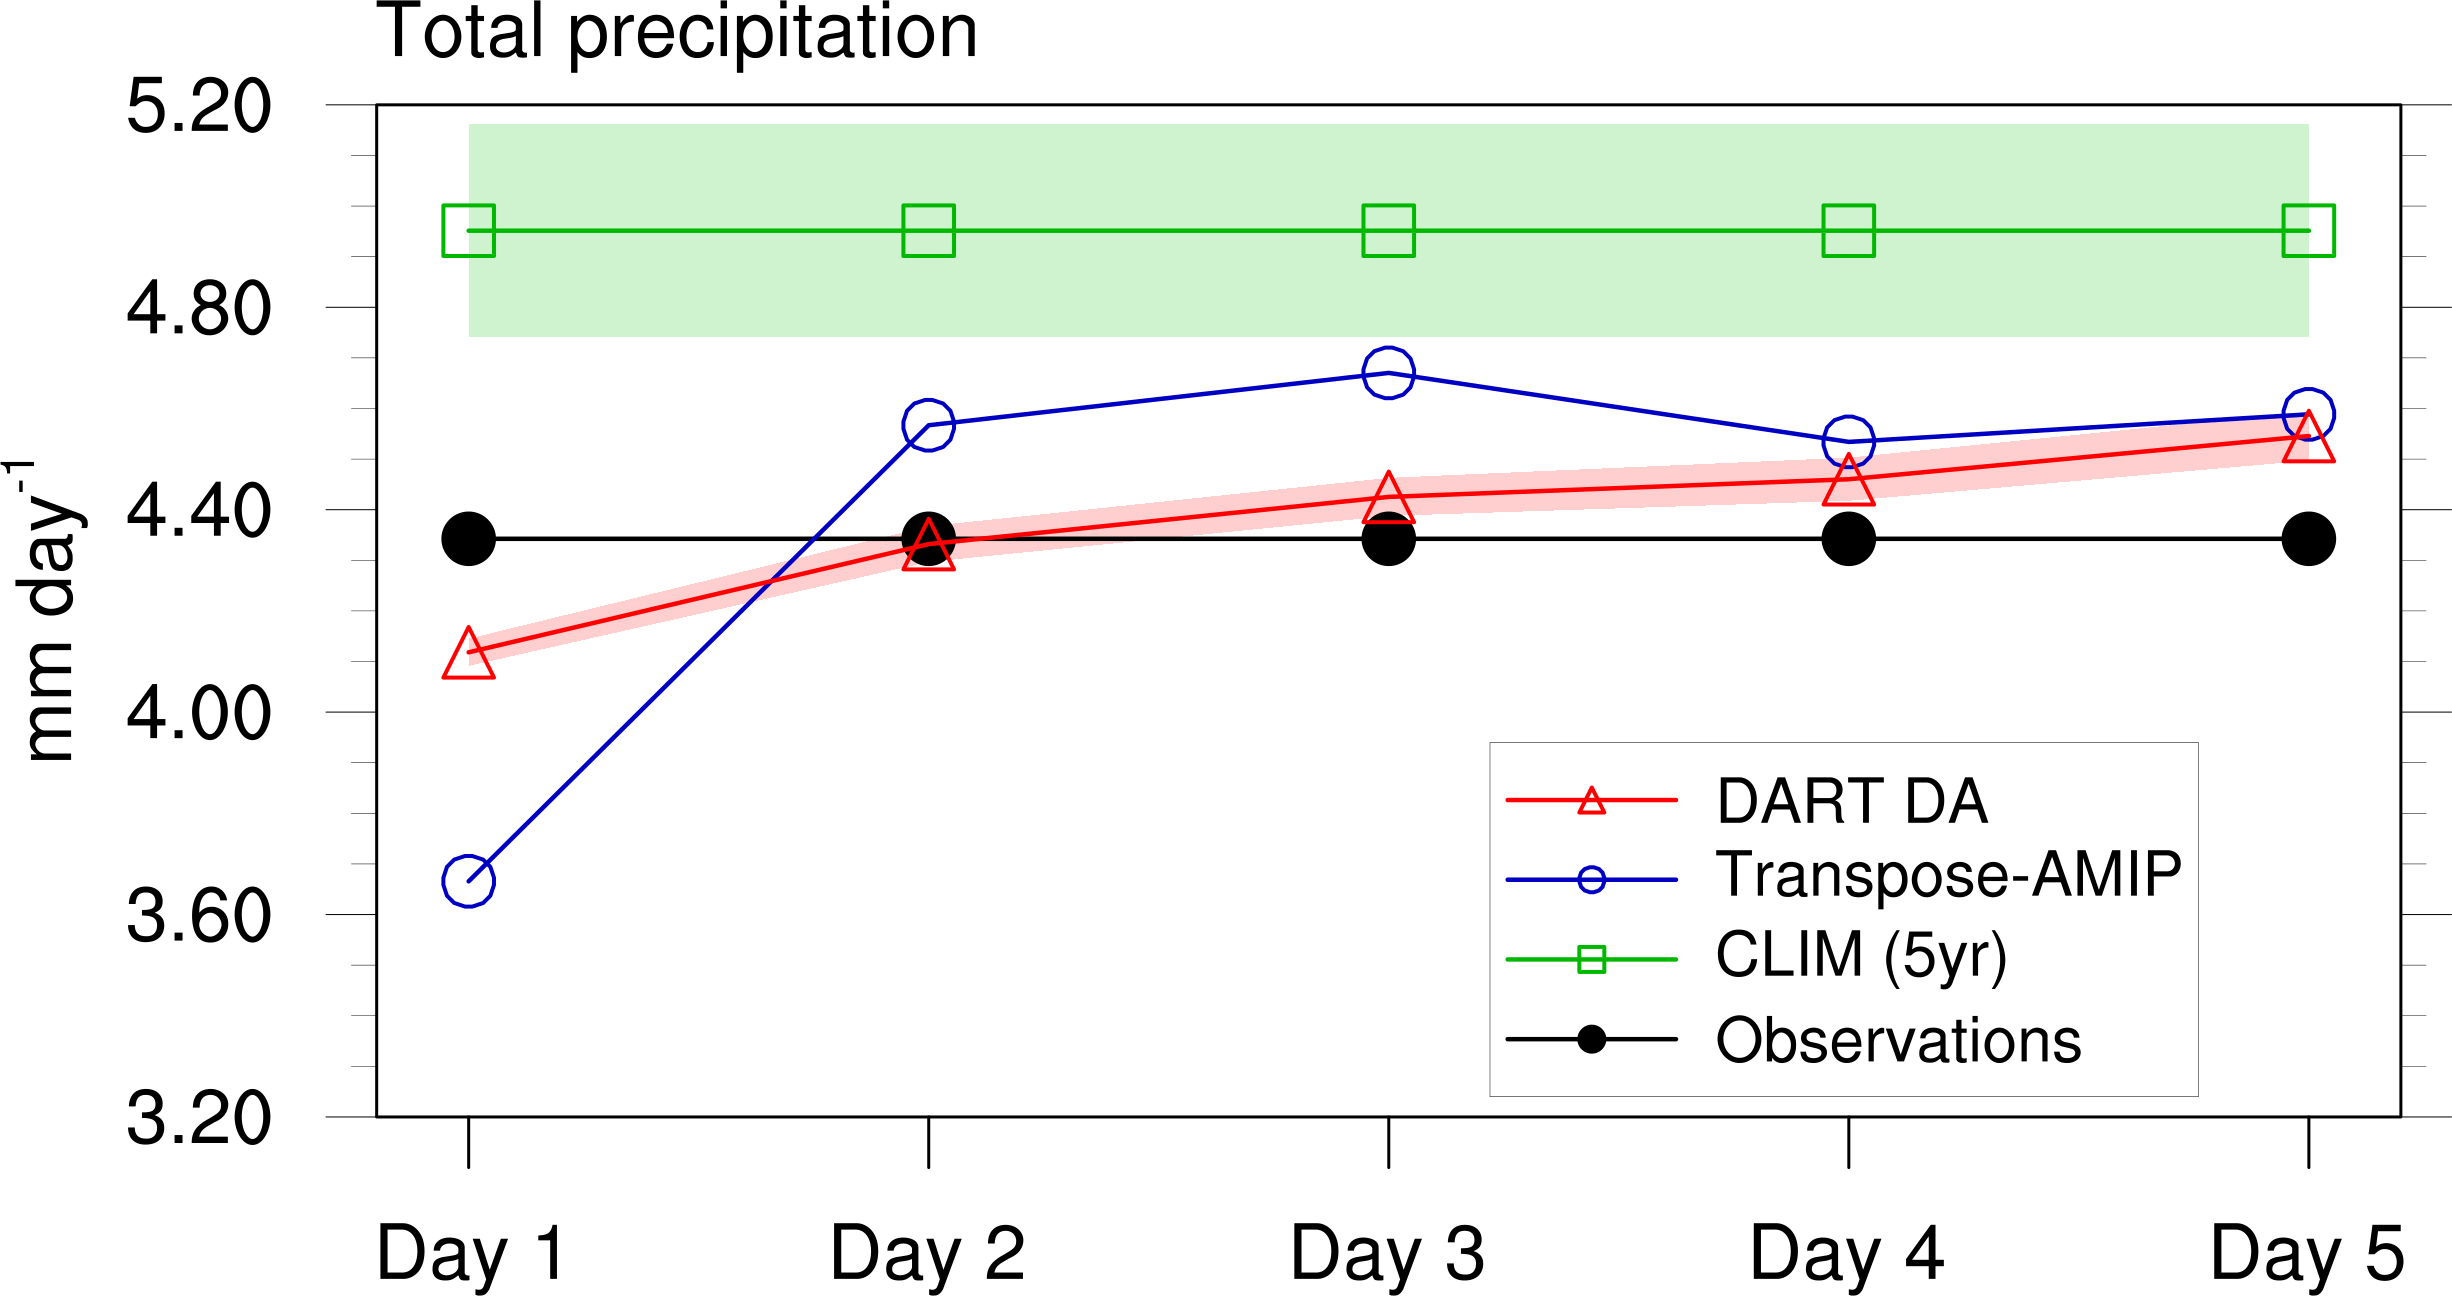 Total precipitation
5.20
4.80
4.40
4.00
3.60
3.20
mm day-1
DART DA
Transpose-AMIP
CLIM (5yr)
Observations
Day 1 Day 2 Day 3 Day 4 Day 5